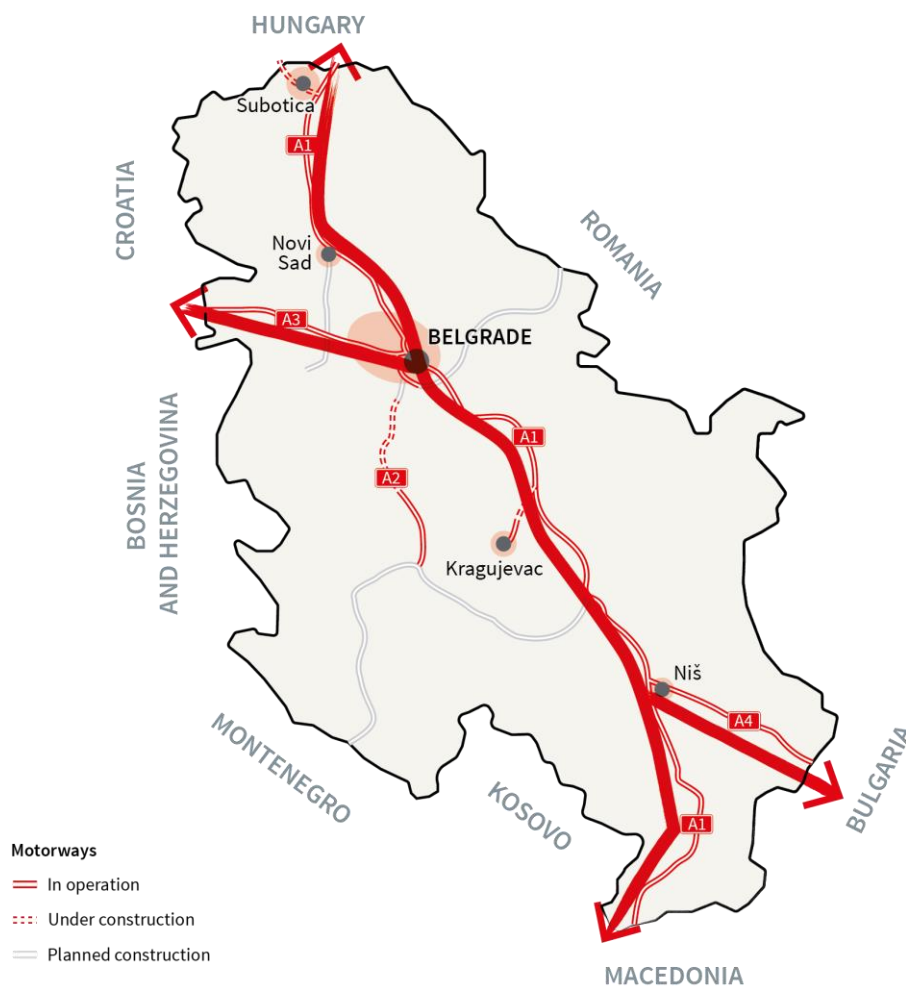 HUNGARY
Subotica
A1
CROATIA
ROMANIA
Novi
Sad
A3
BELGRADE
A1
BOSNIA
AND HERZEGOVINA
A2
Kragujevac
Niš
A4
MONTENEGRO
KOSOVO
BULGARIA
A1
Motorways
In operation
Under construction
Planned construction
MACEDONIA